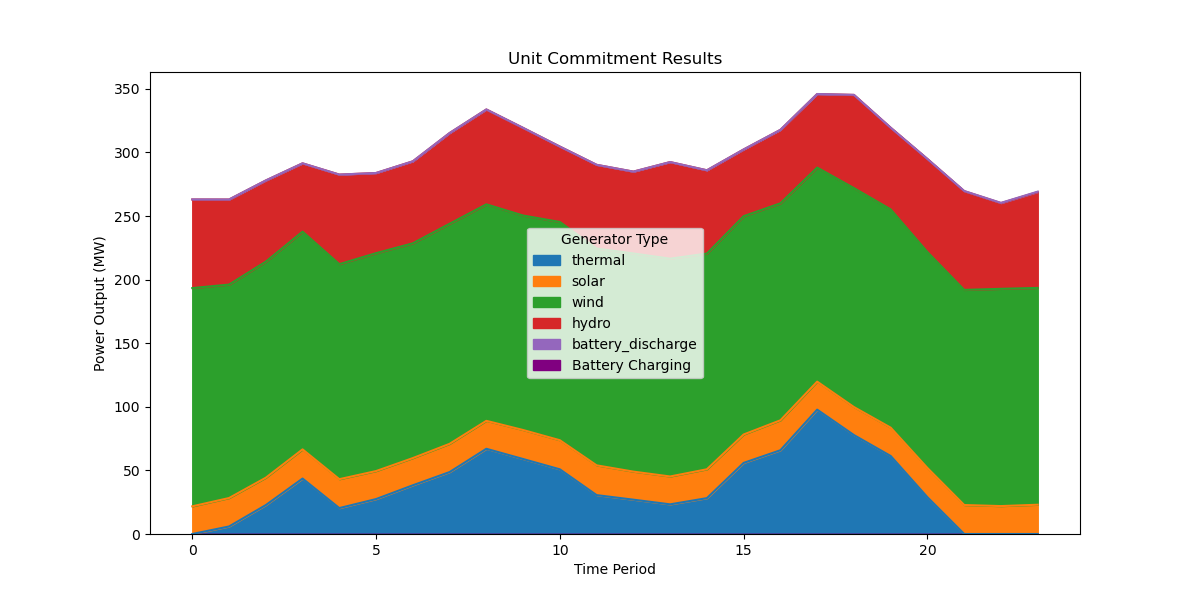 Unit Commitment Results
Power Output (MW)
350
300
250
200
150
100
50
0
Generator Type
thermal
solar
wind
hydro
battery_discharge
Battery Charging
0 5 10 15 20
Time Period